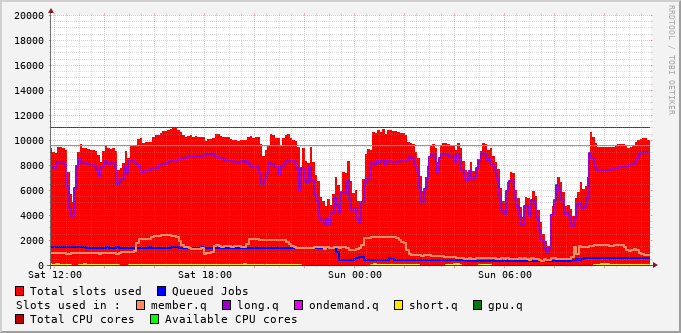 20000
18000
16000
14000
12000
10000
8000
6000
4000
2000
0
Sat 12:00 Sat 18:00 Sun 00:00 Sun 06:00
Total slots used Queued Jobs
Slots used in : member.q long.q ondemand.q short.q gpu.q
Total CPU cores Available CPU cores
RRDTOOL / TOBI OETIKER